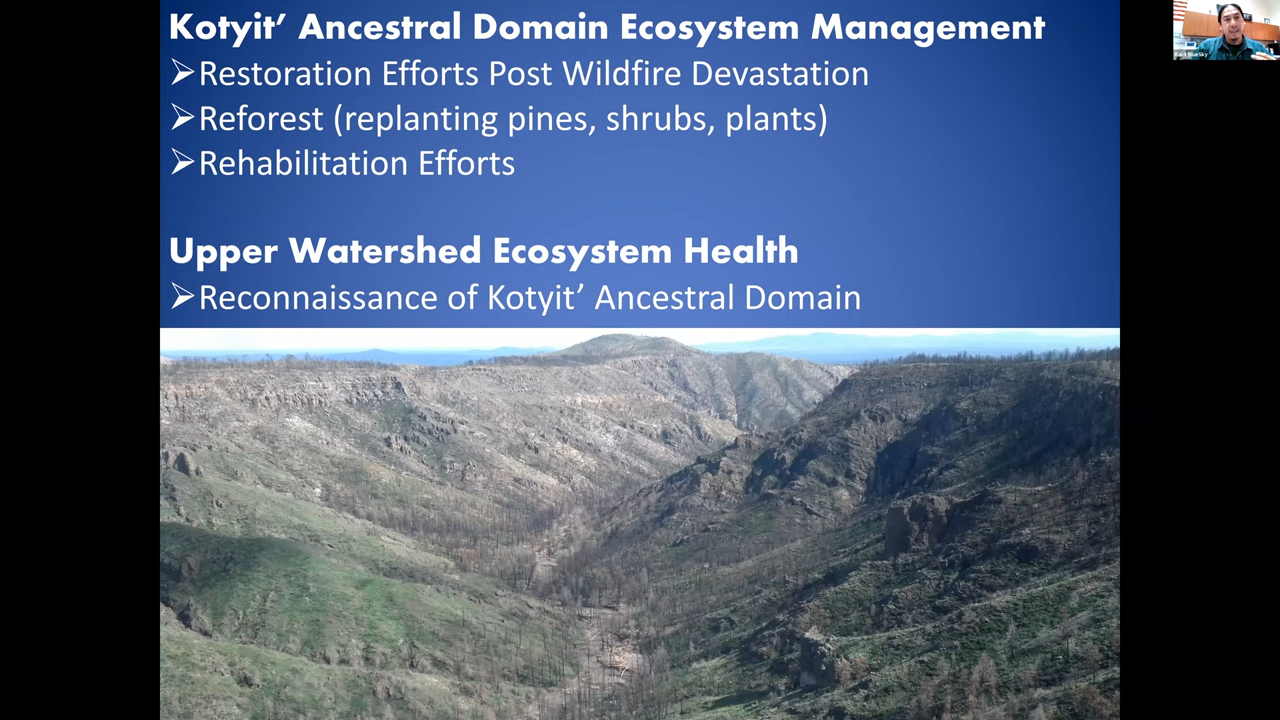 Kotyit’ Ancestral Domain Ecosystem Management
➢Restoration Efforts Post Wildfire Devastation
➢Reforest (replanting pines, shrubs, plants)
➢Rehabilitation Efforts
Upper Watershed Ecosystem Health
➢Reconnaissance of Kotyit’ Ancestral Domain